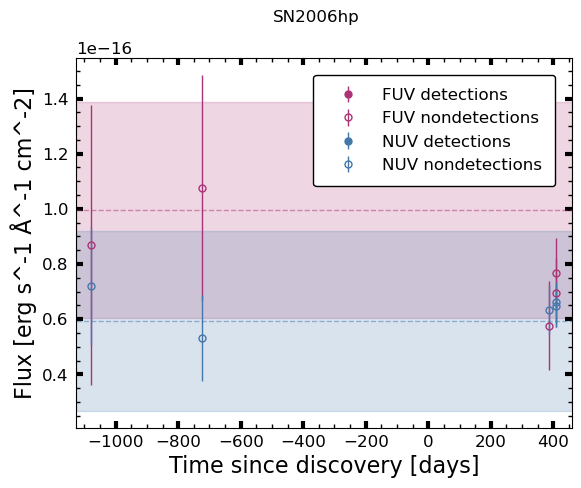 SN2006hp
1e−16
Flux [erg s^-1 Å^-1 cm^-2]
1.4
1.2
1.0
0.8
0.6
0.4
FUV detections
FUV nondetections
NUV detections
NUV nondetections
−1000 −800 −600 −400 −200 0 200 400
Time since discovery [days]